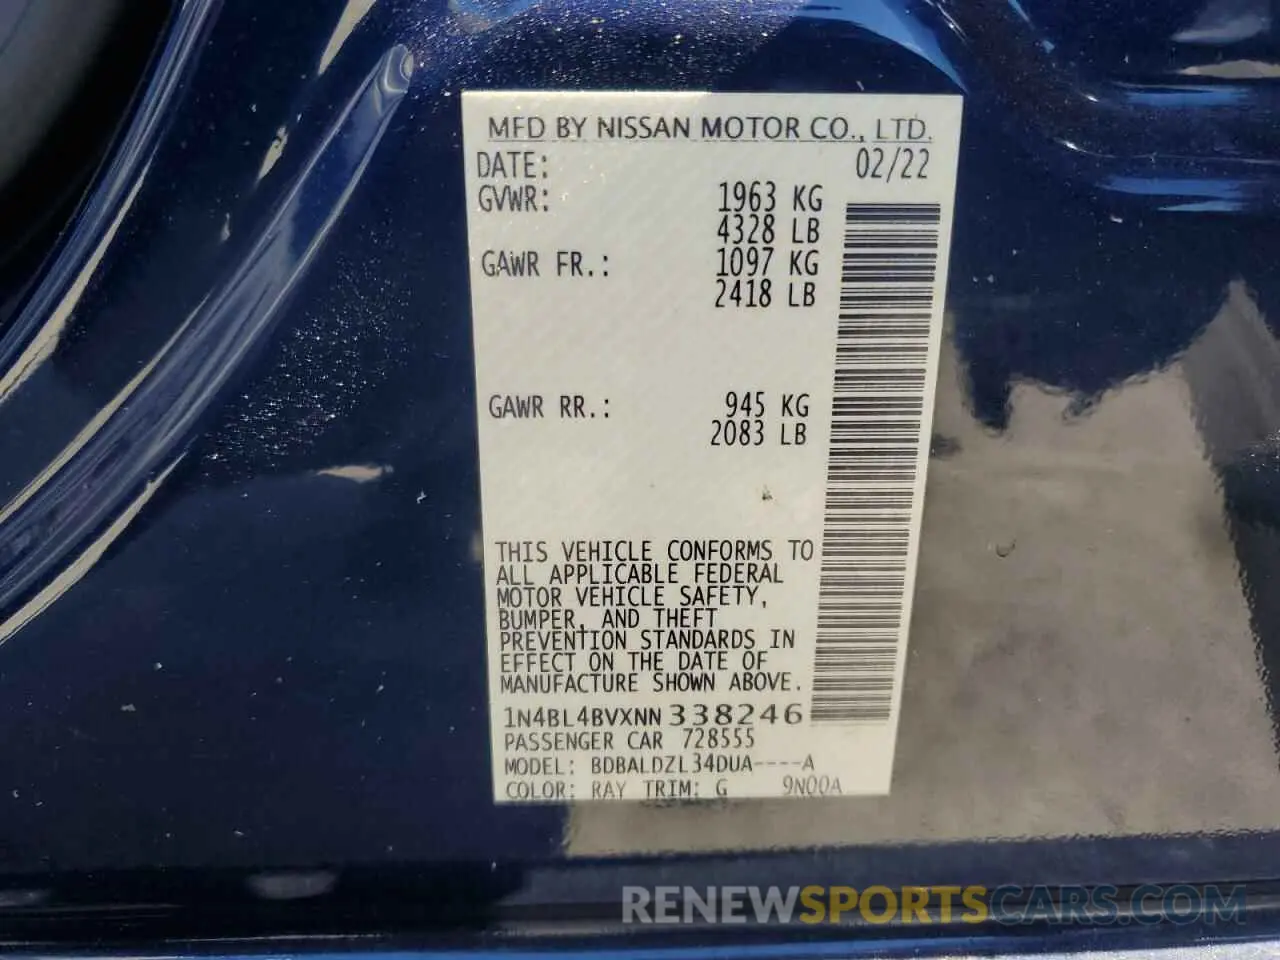 MFD BY NISSAN MOTOR CO., LTD.
DATE: 02/22
GVWR: 1963 KG
4328 LB
GAWR FR.: 1097 KG
2418 LB
GAWR RR.: 945 KG
2083 LB
THIS VEHICLE CONFORMS TO
ALL APPLICABLE FEDERAL
MOTOR VEHICLE SAFETY,
BUMPER, AND THEFT
PREVENTION STANDARDS IN
EFFECT ON THE DATE OF
MANUFACTURE SHOWN ABOVE.
1N4BL4BVXNN338246
PASSENGER CAR 728555
MODEL: BDBALDZL34DUA----A
COLOR: RAY TRIM: G 9N00A
RENEWSPORTSCARS.COM